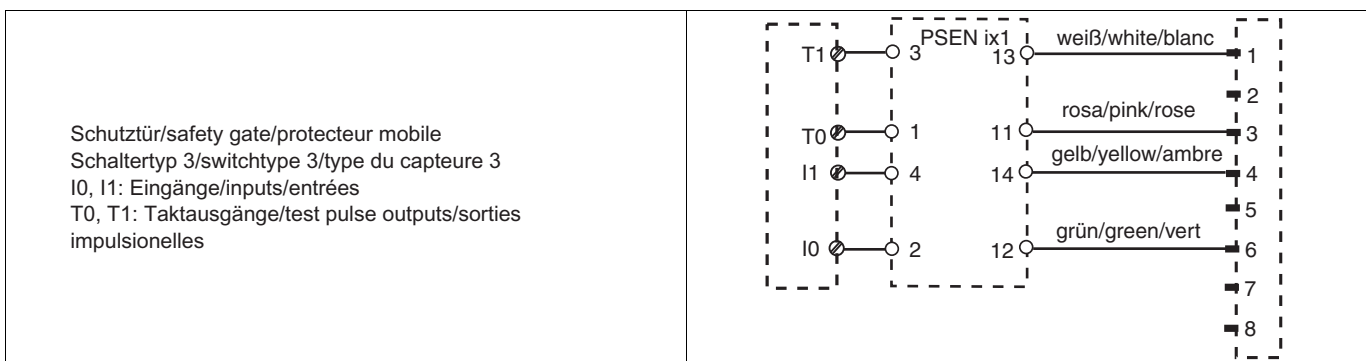 Schutztür/safety gate/protecteur mobile
Schaltertyp 3/switchtype 3/type du capteure 3
I0, I1: Eingänge/inputs/entrées
T0, T1: Taktausgänge/test pulse outputs/sorties
impulsionelles
PSEN ix1
weiß/white/blanc
T1 3 13 1
2
rosa/pink/rose
T0 1 11 3
gelb/yellow/ambre
I1 4 14 4
5
grün/green/vert
I0 2 12 6
7
8